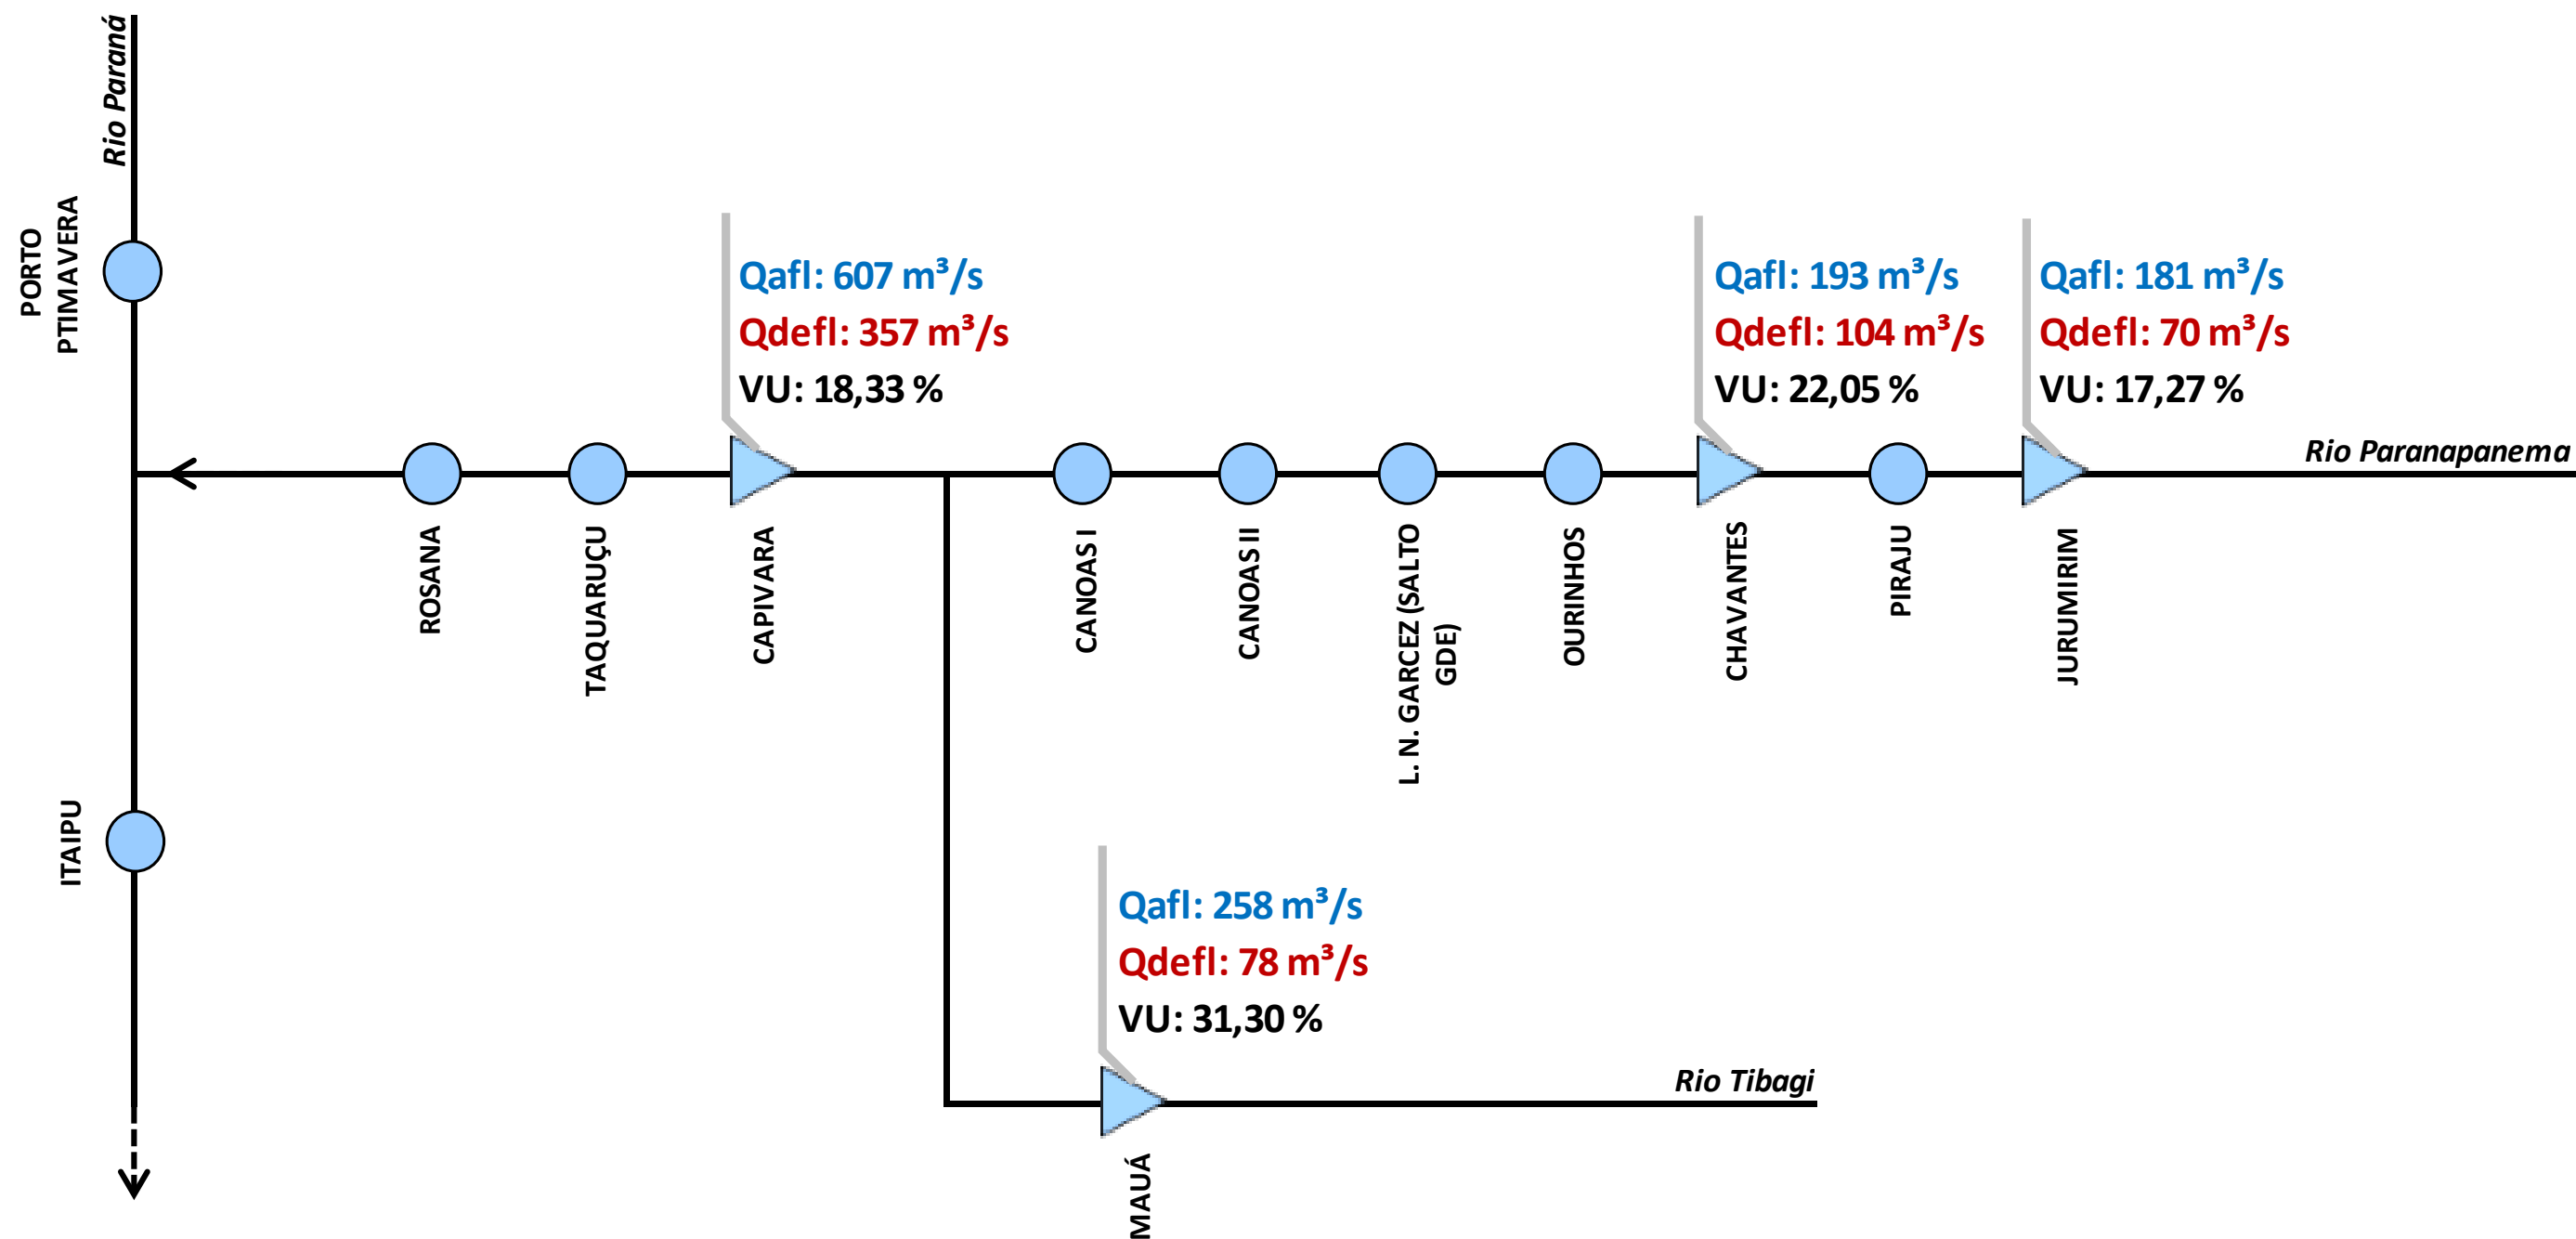 Rio Paraná
PORTO
PTIMAVERA
Qafl: 607 m³/s
Qdefl: 357 m³/s
VU: 18,33 %
Qafl: 193 m³/s
Qdefl: 104 m³/s
VU: 22,05 %
Qafl: 181 m³/s
Qdefl: 70 m³/s
VU: 17,27 %
Rio Paranapanema
ROSANA
TAQUARUÇU
CAPIVARA
CANOAS I
CANOAS II
L. N. GARCEZ (SALTO
GDE)
OURINHOS
CHAVANTES
PIRAJU
JURUMIRIM
ITAIPU
Qafl: 258 m³/s
Qdefl: 78 m³/s
VU: 31,30 %
Rio Tibagi
MAUÁ